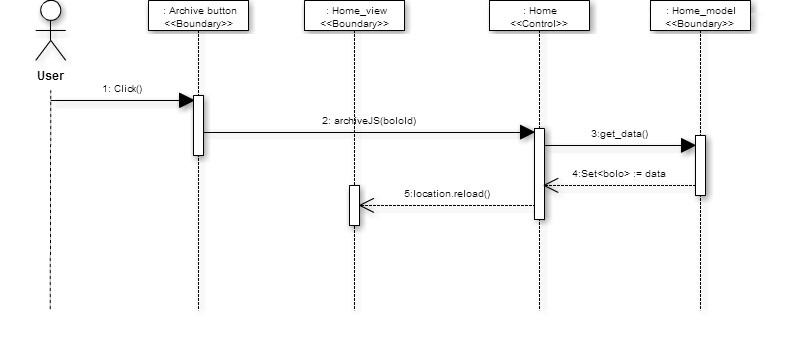 : Archive button
<<Boundary>>
: Home_view
<<Boundary>>
: Home
<<Control>>
: Home_model
<<Boundary>>
User
1: Click()
2: archiveJS(boloId)
3:get_data()
4:Set<bolo> := data
5:location.reload()